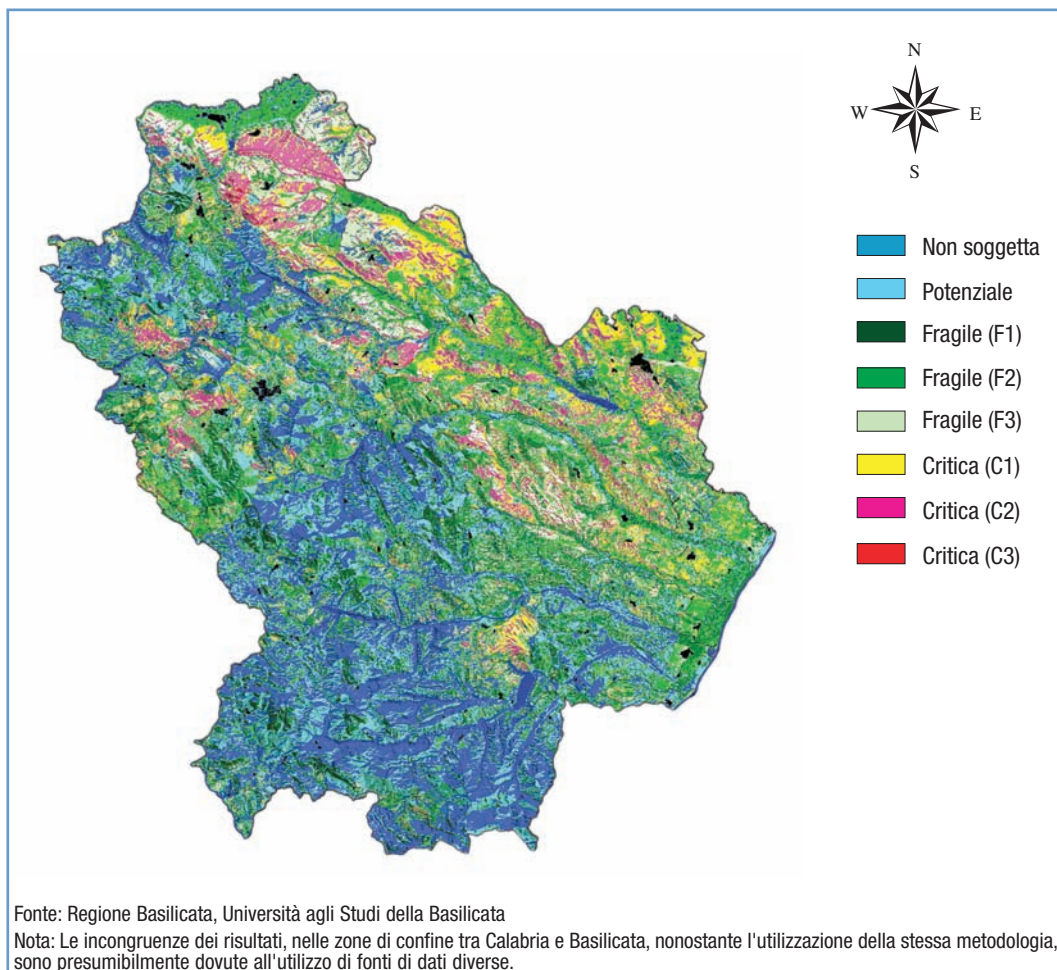 N
W E
S
Non soggetta
Potenziale
Fragile (F1)
Fragile (F2)
Fragile (F3)
Critica (C1)
Critica (C2)
Critica (C3)
Fonte: Regione Basilicata, Università agli Studi della Basilicata
Nota: Le incongruenze dei risultati, nelle zone di confine tra Calabria e Basilicata, nonostante l'utilizzazione della stessa metodologia,
sono presumibilmente dovute all'utilizo di fonti di dati diverse.